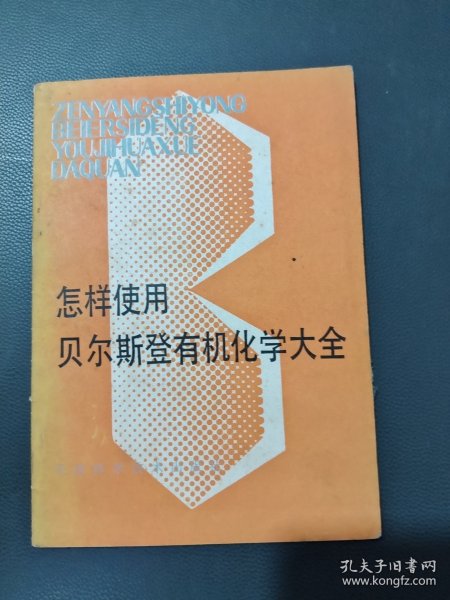 ZENYANGSHIYONG
BEIERSIDENG
YOUJIHUAXUE
DAQUAN
怎样使用
贝尔斯登有机化学大全
孔夫子旧书网
www.kongfz.com